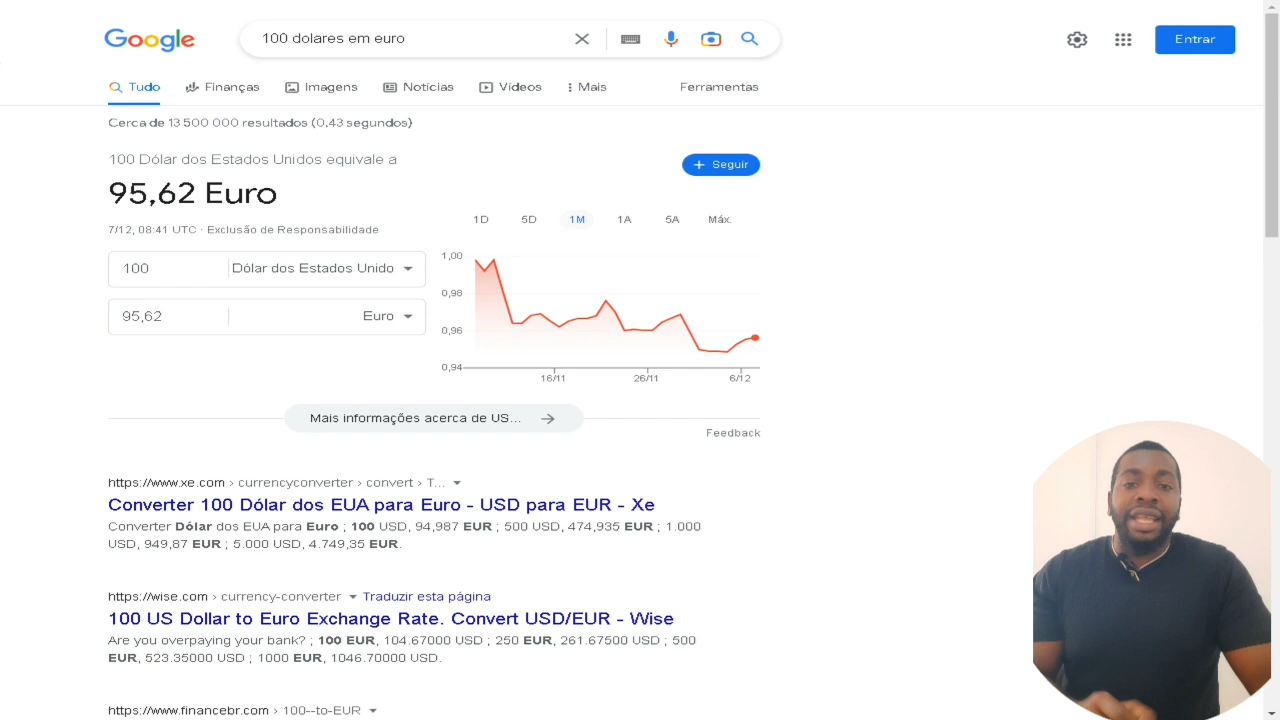 Google
100 dolares em euro
Entrar
Tudo Finanças Imagens Notícias Vídeos Mais Ferramentas
Cerca de 13 500 000 resultados (0,43 segundos)
100 Dólar dos Estados Unidos equivale a
95,62 Euro
7/12, 08:41 UTC · Exclusão de Responsabilidade
100 Dólar dos Estados Unido
95,62 Euro
+ Seguir
1D 5D 1M 1A 5A Máx.
1,00
0,98
0,96
0,94
16/11 26/11 6/12
Mais informações acerca de US...
Feedback
https://www.xe.com › currencyconverter › convert › T...
Converter 100 Dólar dos EUA para Euro - USD para EUR - Xe
Converter Dólar dos EUA para Euro ; 100 USD, 94,987 EUR ; 500 USD, 474,935 EUR ; 1.000
USD, 949,87 EUR ; 5.000 USD, 4.749,35 EUR.
https://wise.com › currency-converter Traduzir esta página
100 US Dollar to Euro Exchange Rate. Convert USD/EUR - Wise
Are you overpaying your bank? ; 100 EUR, 104.67000 USD ; 250 EUR, 261.67500 USD ; 500
EUR, 523.35000 USD ; 1000 EUR, 1046.70000 USD.
https://www.financebr.com › 100--to-EUR